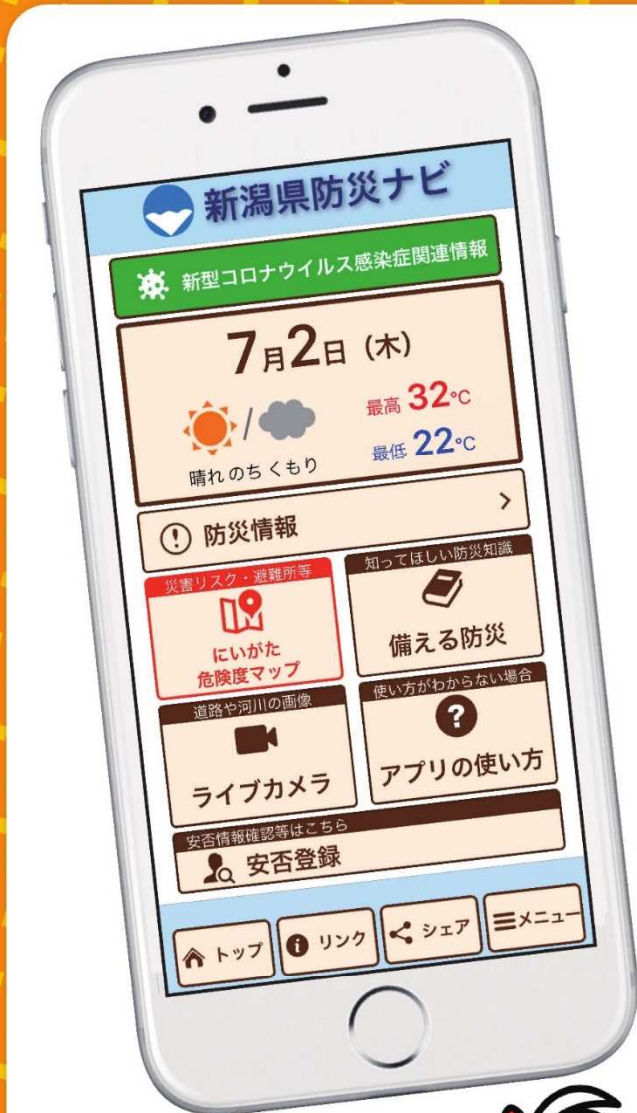 新潟県防災ナビ
新型コロナウイルス感染症関連情報
7月2日（木）
晴れ のち くもり
最高 32℃
最低 22℃
防災情報
災害リスク・避難所等
にいがた
危険度マップ
知ってほしい防災知識
備える防災
道路や河川の画像
ライブカメラ
使い方がわからない場合
アプリの使い方
安否情報確認等はこちら
安否登録
トップ
リンク
シェア
メニュー